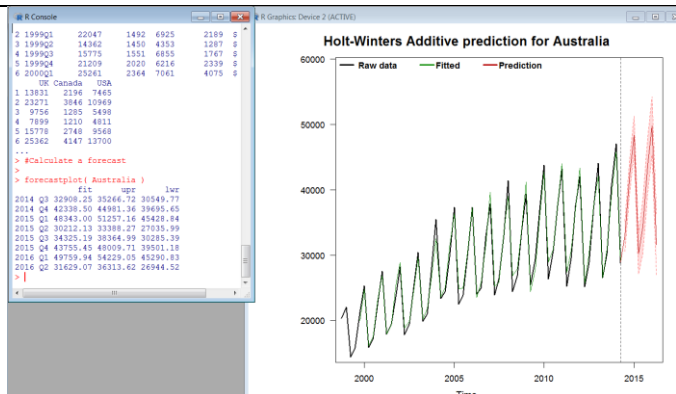 R Console
2 1999Q1 22047 1492 6925 2189 S
3 1999Q2 14362 1450 4353 1287 S
4 1999Q3 15775 1551 6855 1767 S
5 1999Q4 21209 2020 6216 2339 S
6 2000Q1 25261 2364 7061 4075 S
UK Canada USA
1 13831 2196 7465
2 23271 3846 10969
3 9756 1285 5498
4 7899 1210 4811
5 15778 2748 9568
6 25362 4147 13700
...
> #Calculate a forecast
>
> forecastplot( Australia )
fit upr lwr
2014 Q3 32908.25 35266.72 30549.77
2014 Q4 42338.50 44981.36 39695.65
2015 Q1 48343.00 51257.16 45428.84
2015 Q2 30212.13 33388.27 27035.99
2015 Q3 34325.19 38364.99 30285.39
2015 Q4 43755.45 48009.71 39501.18
2016 Q1 49759.94 54229.05 45290.83
2016 Q2 31629.07 36313.62 26944.52
>
R Graphics: Device 2 (ACTIVE)
Holt-Winters Additive prediction for Australia
Raw data Fitted Prediction
60000
50000
40000
30000
20000
2000 2005 2010 2015
Time